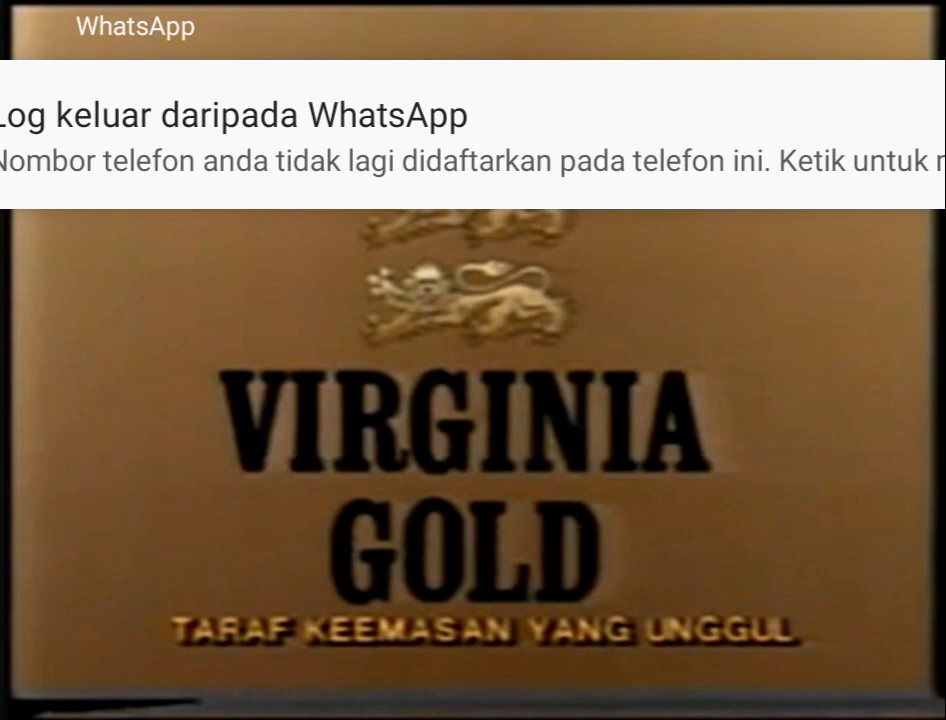 WhatsApp
Log keluar daripada WhatsApp
Nombor telefon anda tidak lagi didaftarkan pada telefon ini. Ketik untuk
VIRGINIA
GOLD
TARAF KEEMASAN YANG UNGGUL